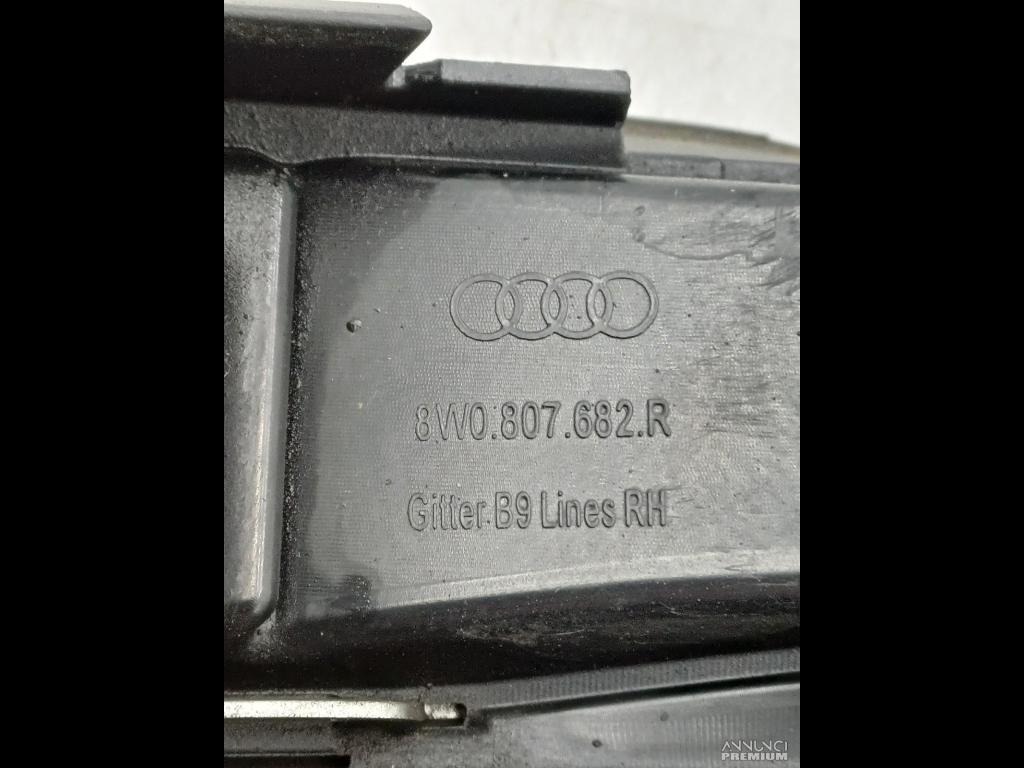 8W0.807.682.R
Gitter B9 Lines RH
ANNUNCI
PREMIUM